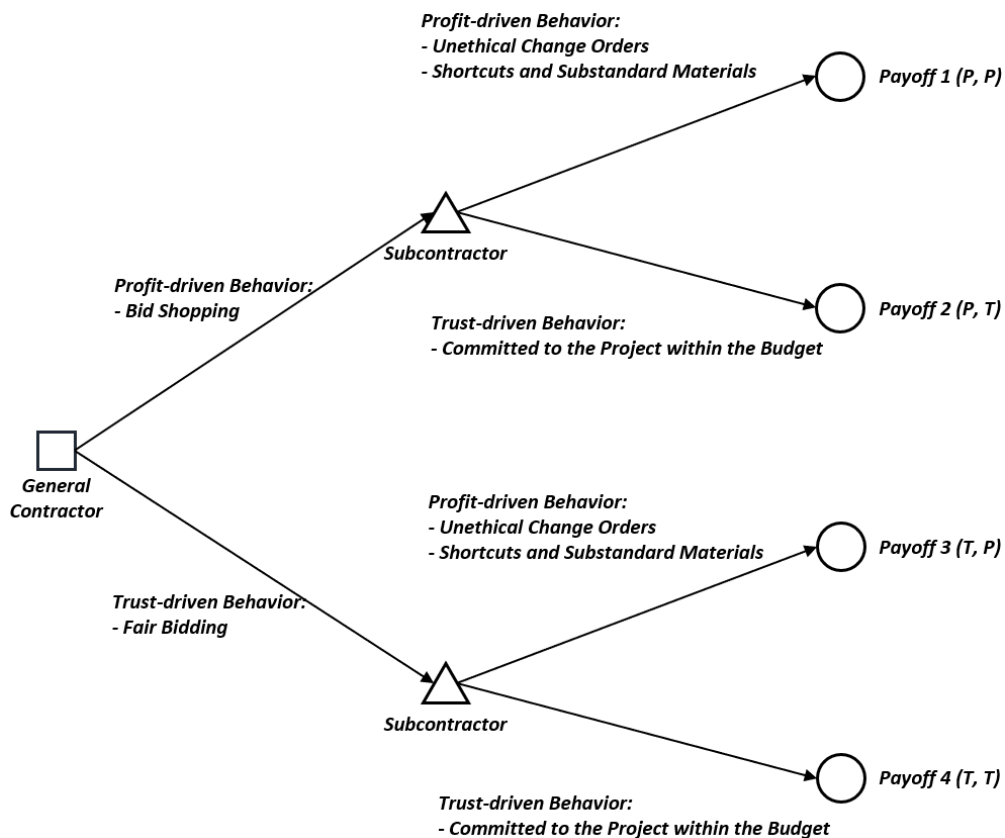 Profit-driven Behavior:
- Unethical Change Orders
- Shortcuts and Substandard Materials
Payoff 1 (P, P)
Subcontractor
Profit-driven Behavior:
- Bid Shopping
Payoff 2 (P, T)
Trust-driven Behavior:
- Committed to the Project within the Budget
General
Contractor
Profit-driven Behavior:
- Unethical Change Orders
- Shortcuts and Substandard Materials
Payoff 3 (T, P)
Trust-driven Behavior:
- Fair Bidding
Subcontractor
Payoff 4 (T, T)
Trust-driven Behavior:
- Committed to the Project within the Budget